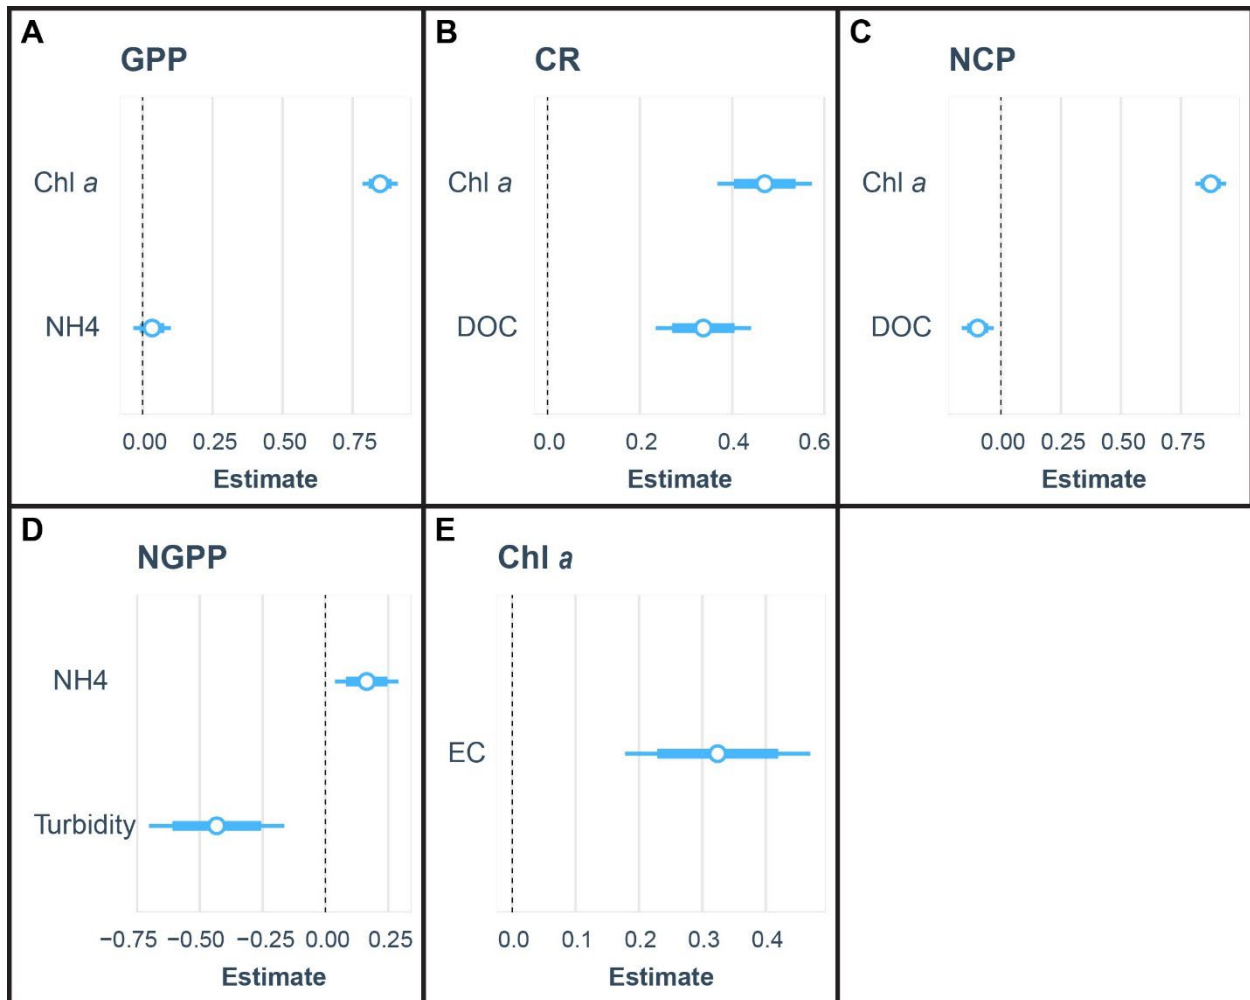 A
GPP
Chl a
NH4
0.00 0.25 0.50 0.75
Estimate
B
CR
Chl a
DOC
0.0 0.2 0.4 0.6
Estimate
C
NCP
Chl a
DOC
0.00 0.25 0.50 0.75
Estimate
D
NGPP
NH4
Turbidity
−0.75 −0.50 −0.25 0.00 0.25
Estimate
E
Chl a
EC
0.0 0.1 0.2 0.3 0.4
Estimate